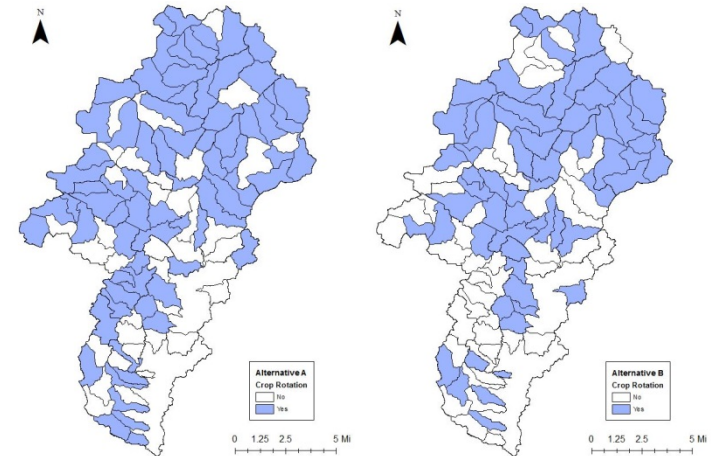 N
N
Alternative A
Crop Rotation
No
Yes
0 1.25 2.5 5 Mi
Alternative B
Crop Rotation
No
Yes
0 1.25 2.5 5 Mi